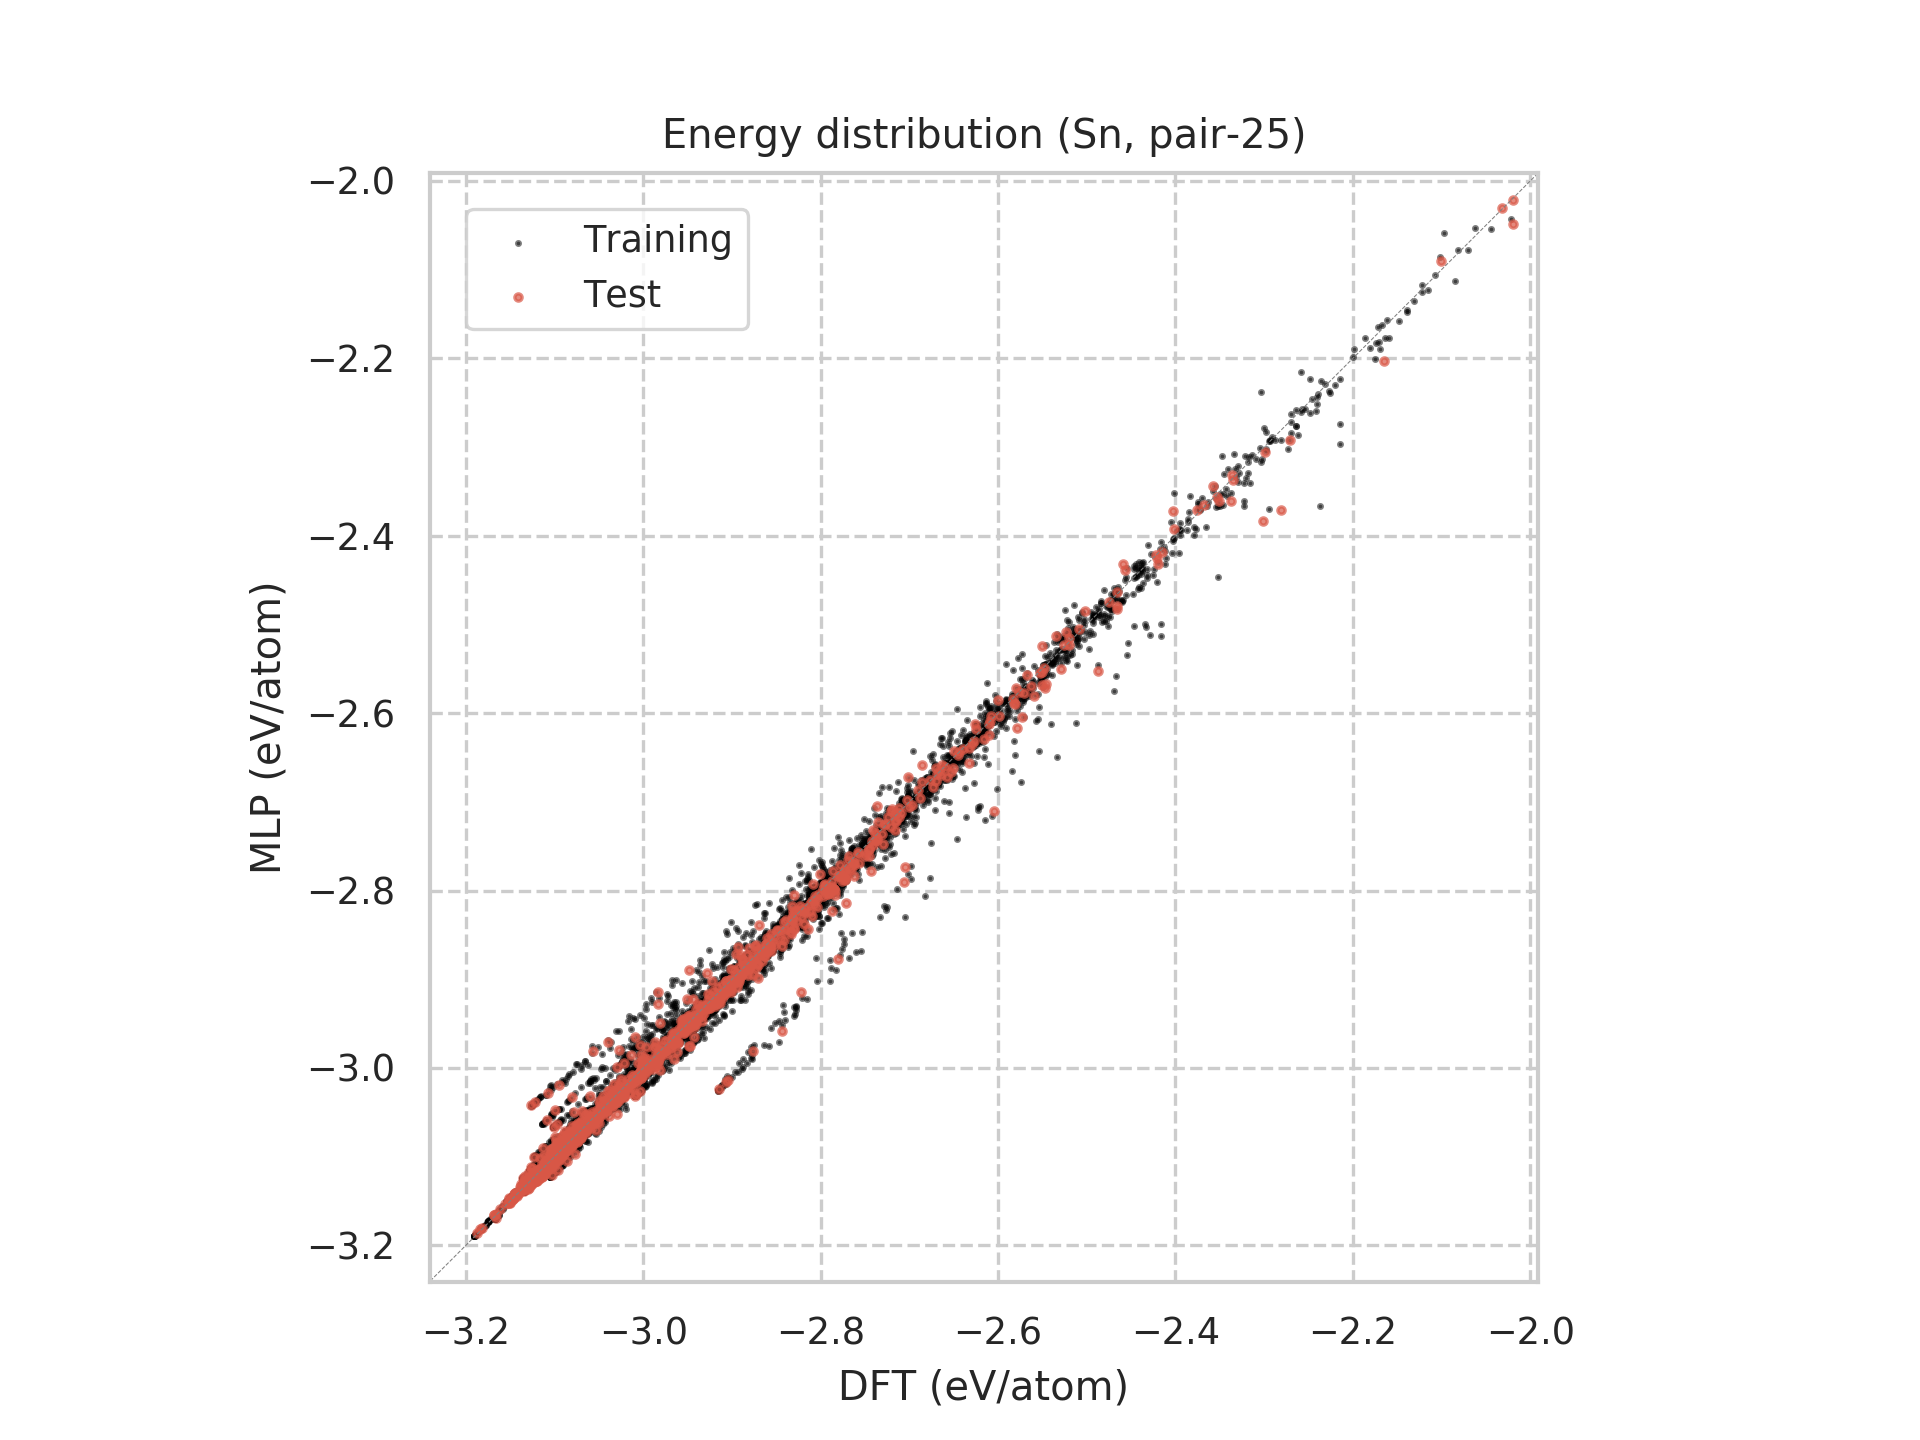 Energy distribution (Sn, pair-25)
−2.0
Training
Test
−2.2
−2.4
−2.6
−2.8
−3.0
−3.2
MLP (eV/atom)
−3.2 −3.0 −2.8 −2.6 −2.4 −2.2 −2.0
DFT (eV/atom)